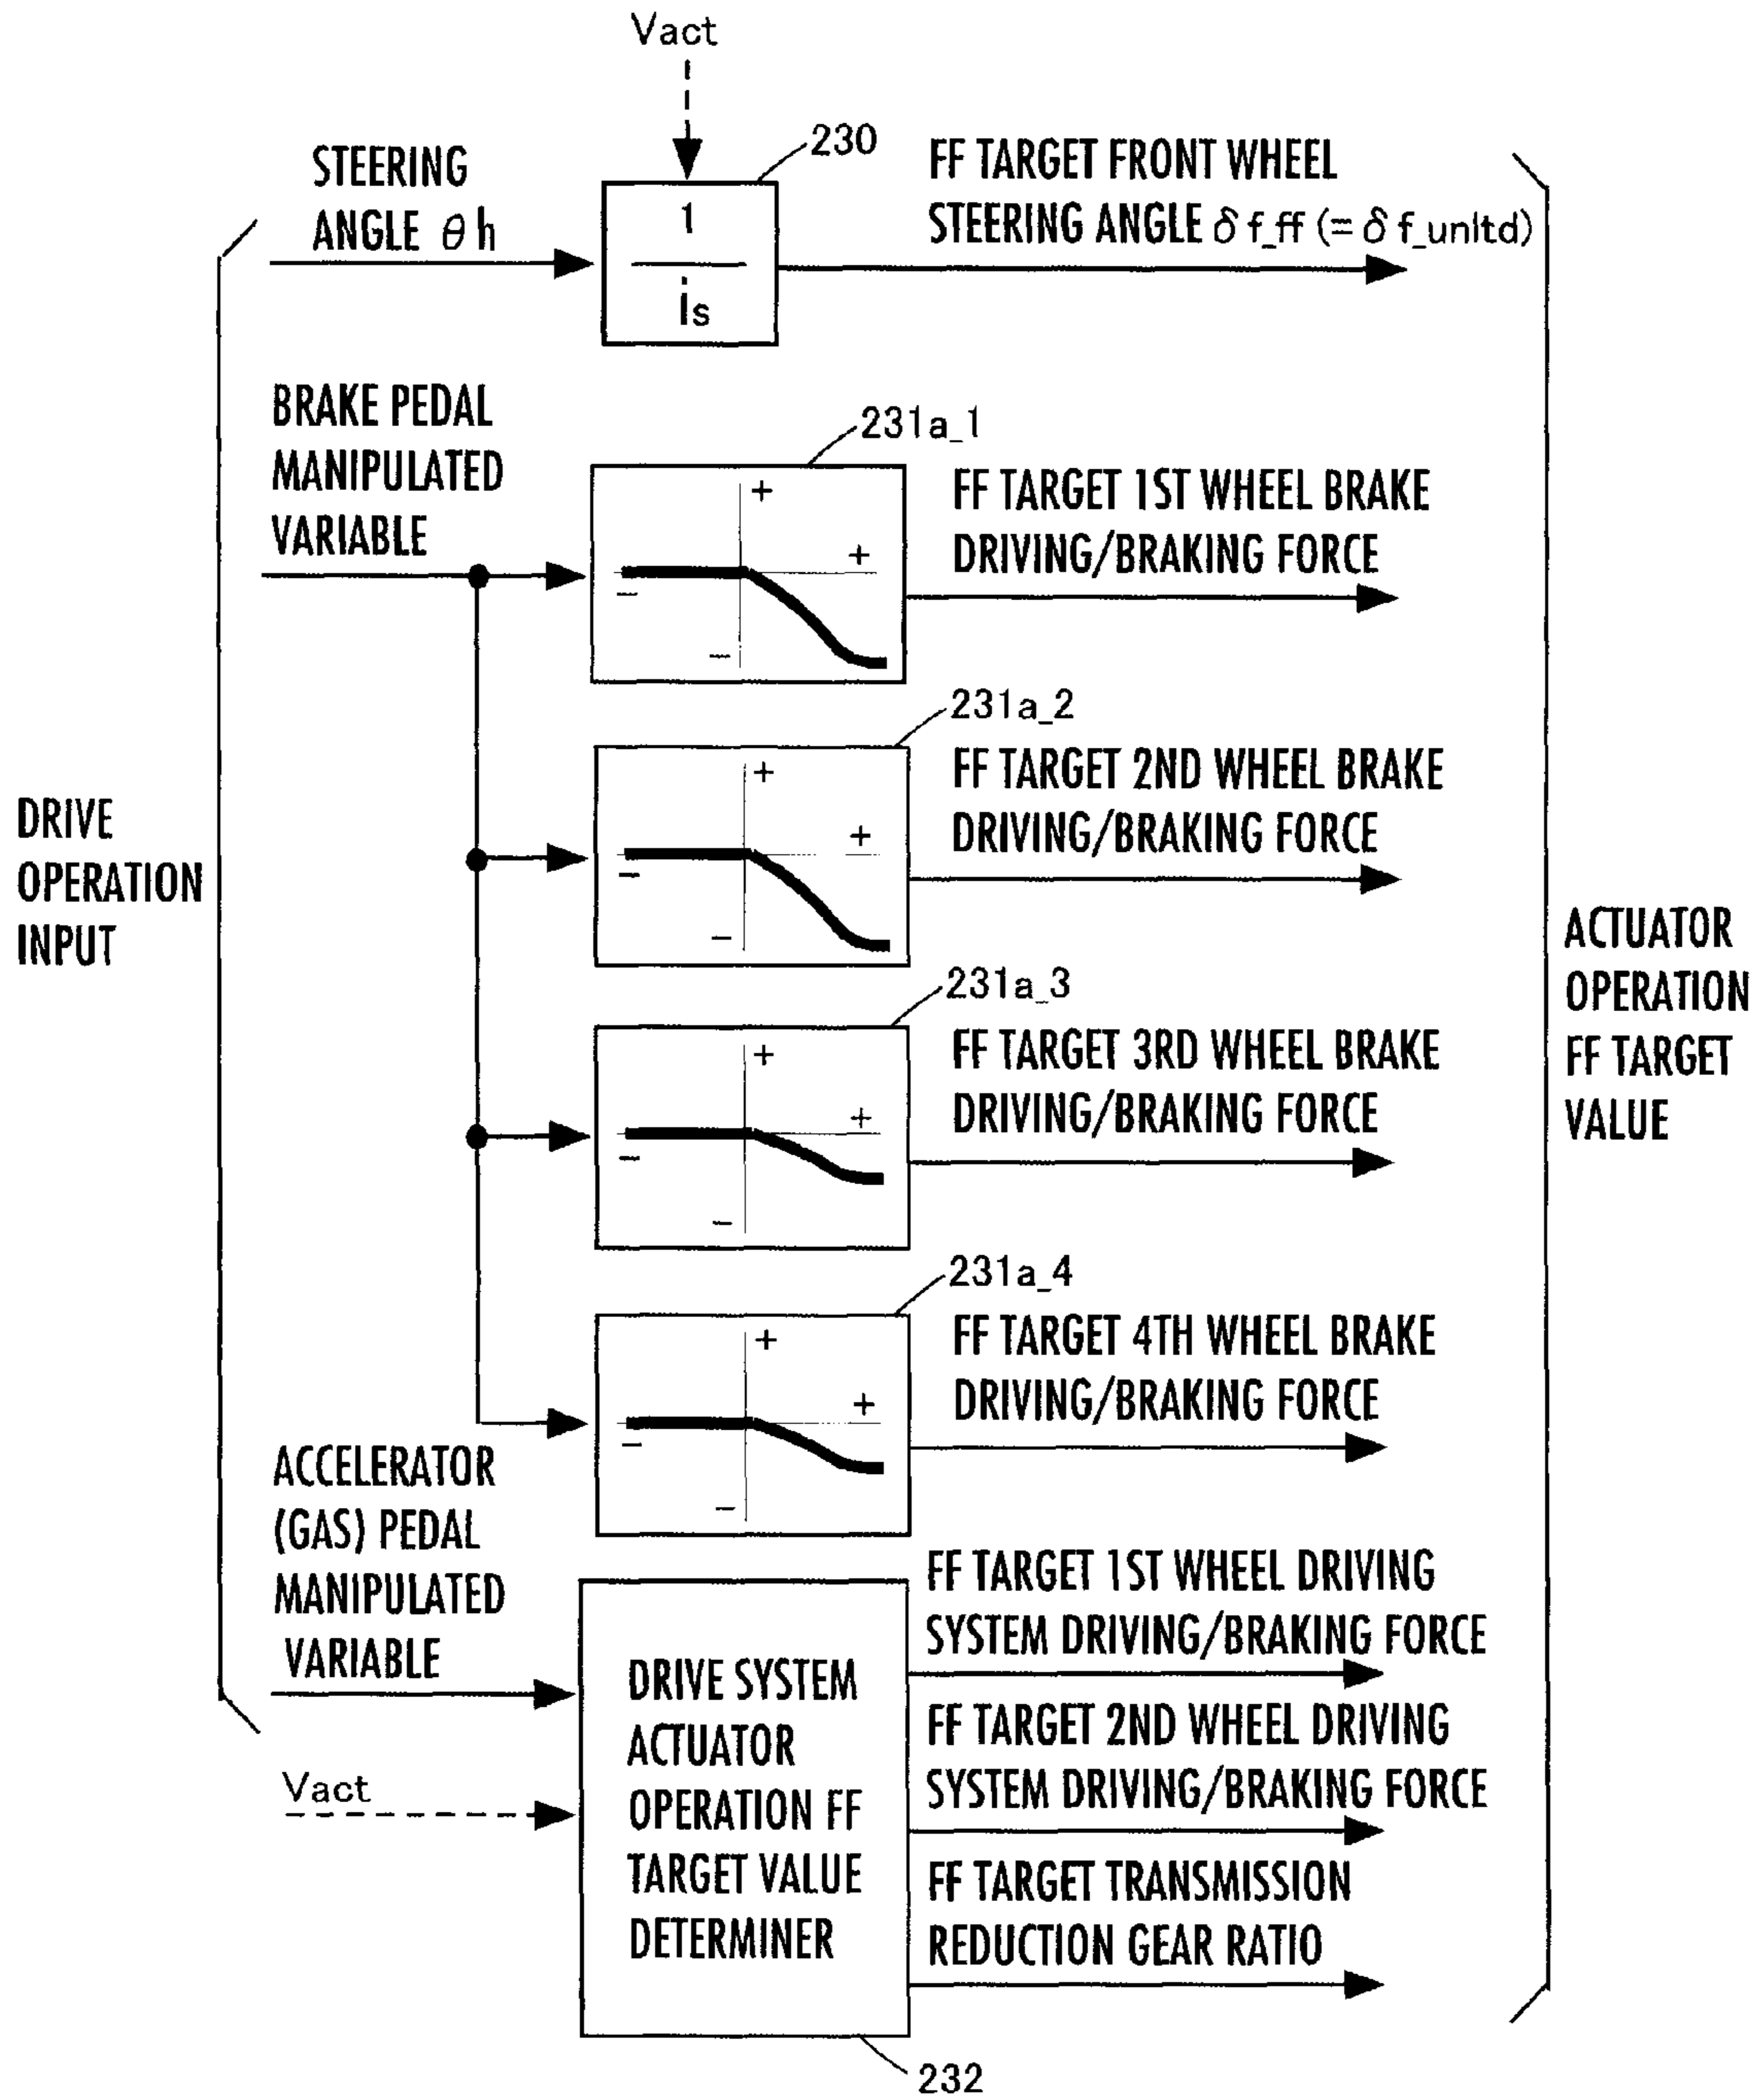 Vact
230
STEERING
ANGLE θh
1
is
FF TARGET FRONT WHEEL
STEERING ANGLE δf_ff (= δf_unltd)
BRAKE PEDAL
MANIPULATED
VARIABLE
231a_1
+
+
−
−
FF TARGET 1ST WHEEL BRAKE
DRIVING/BRAKING FORCE
231a_2
+
+
−
−
FF TARGET 2ND WHEEL BRAKE
DRIVING/BRAKING FORCE
DRIVE
OPERATION
INPUT
231a_3
+
+
−
−
FF TARGET 3RD WHEEL BRAKE
DRIVING/BRAKING FORCE
ACTUATOR
OPERATION
FF TARGET
VALUE
231a_4
+
+
−
−
FF TARGET 4TH WHEEL BRAKE
DRIVING/BRAKING FORCE
ACCELERATOR
(GAS) PEDAL
MANIPULATED
VARIABLE
Vact
DRIVE SYSTEM
ACTUATOR
OPERATION FF
TARGET VALUE
DETERMINER
FF TARGET 1ST WHEEL DRIVING
SYSTEM DRIVING/BRAKING FORCE
FF TARGET 2ND WHEEL DRIVING
SYSTEM DRIVING/BRAKING FORCE
FF TARGET TRANSMISSION
REDUCTION GEAR RATIO
232